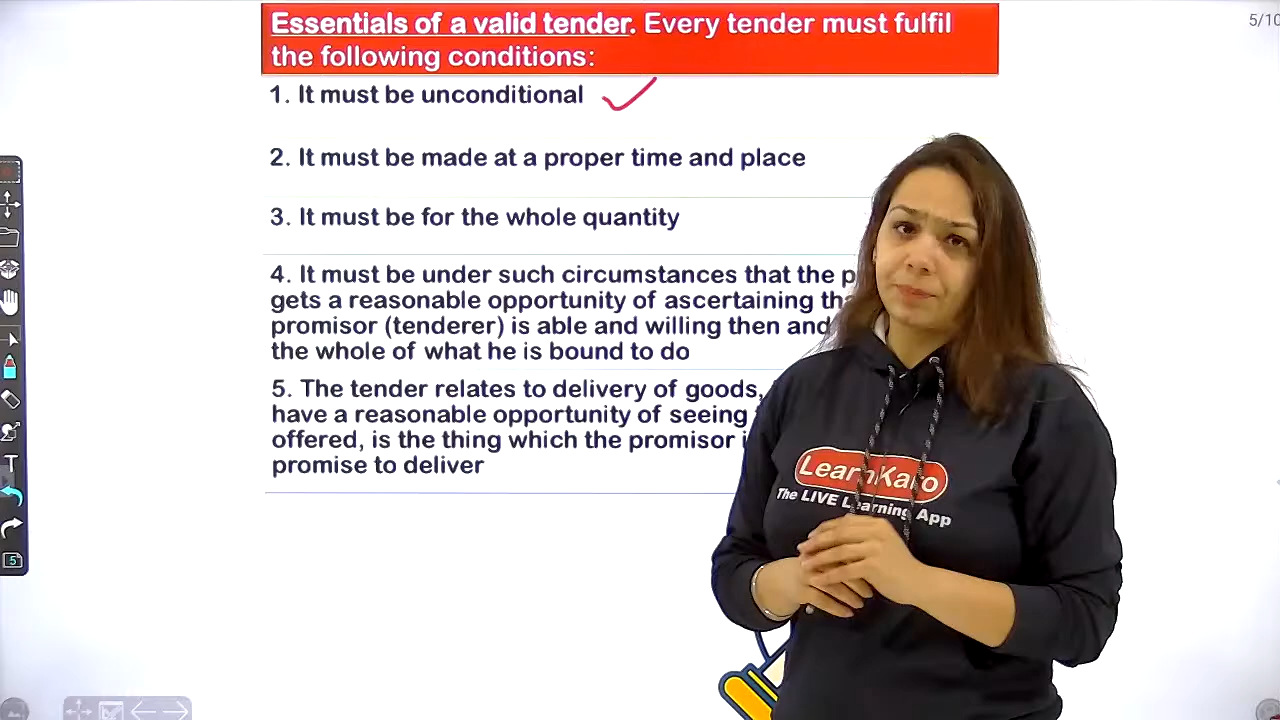 Essentials of a valid tender. Every tender must fulfil
the following conditions:
5/10
1. It must be unconditional
2. It must be made at a proper time and place
3. It must be for the whole quantity
4. It must be under such circumstances that the
gets a reasonable opportunity of ascertaining
promisor (tenderer) is able and willing then and
the whole of what he is bound to do
5. The tender relates to delivery of goods,
have a reasonable opportunity of seeing
offered, is the thing which the promisor
promise to deliver
LearnKaro
The LIVE Learning App
T
5